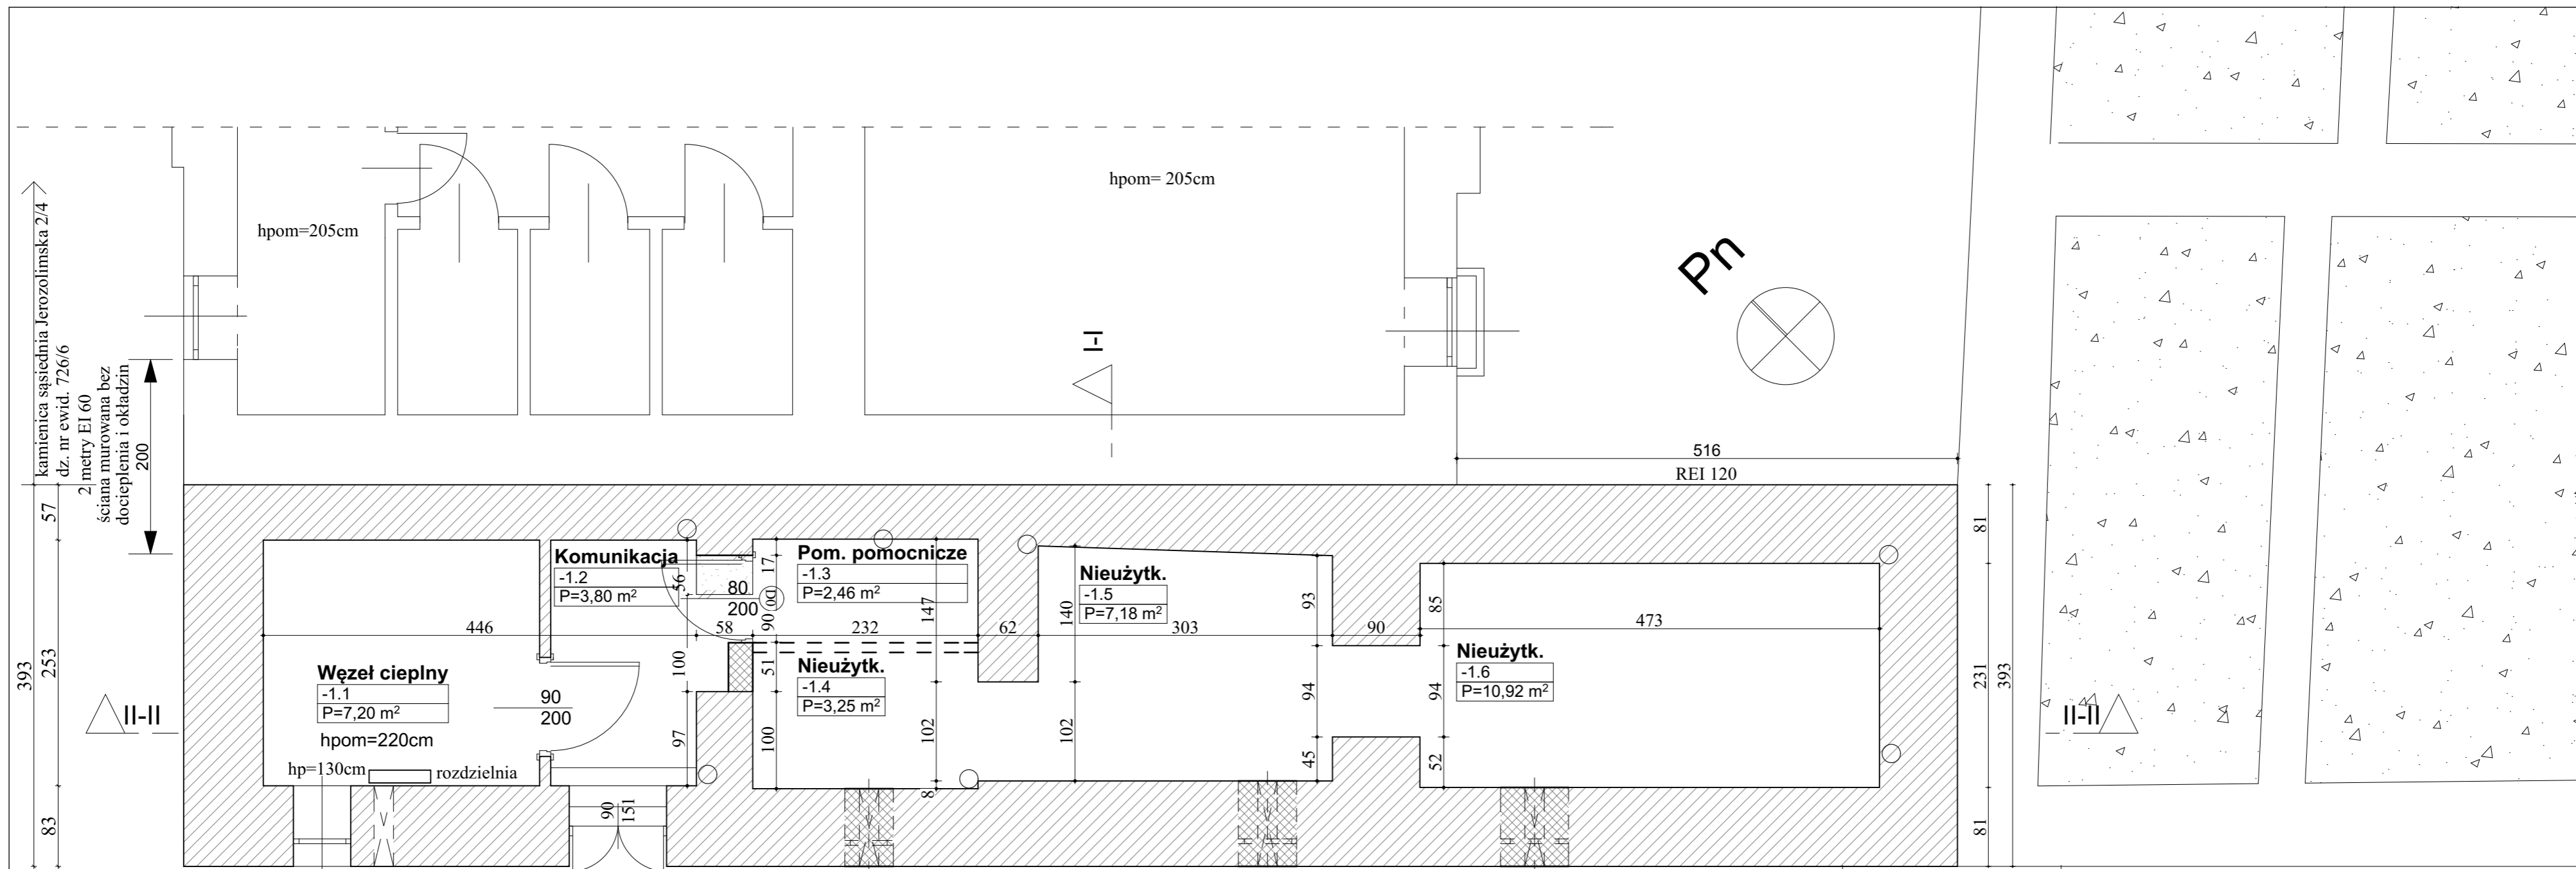 hpom=205cm
hpom= 205cm
Pn
I-I
kamienica sąsiednia Jerozolimska 2/4
dz. nr ewid. 726/6
2 metry EI 60
ściana murowana bez
docieplenia i okładzin
200
516
REI 120
393
57
253
83
Węzeł cieplny
-1.1
P=7,20 m²
hpom=220cm
hp=130cm
rozdzielnia
446
90
200
Komunikacja
-1.2
P=3,80 m²
56
100
97
58
80
200
90
151
17
90
51
100
Pom. pomocnicze
-1.3
P=2,46 m²
147
232
62
Nieużytk.
-1.4
P=3,25 m²
102
8
Nieużytk.
-1.5
P=7,18 m²
140
102
303
93
94
45
90
85
94
52
473
Nieużytk.
-1.6
P=10,92 m²
81
231
81
393
II-II
II-II